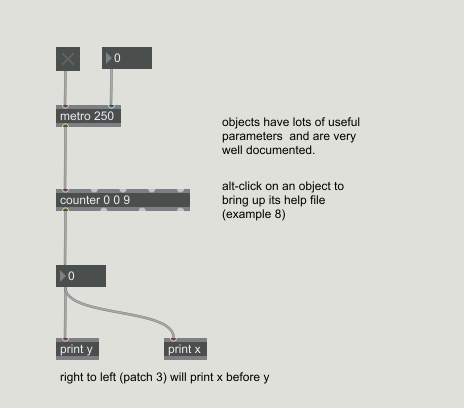 0
metro 250
objects have lots of useful
parameters  and are very
well documented.
alt-click on an object to
bring up its help file
(example 8)
counter 0 0 9
0
print y
print x
right to left (patch 3) will print x before y